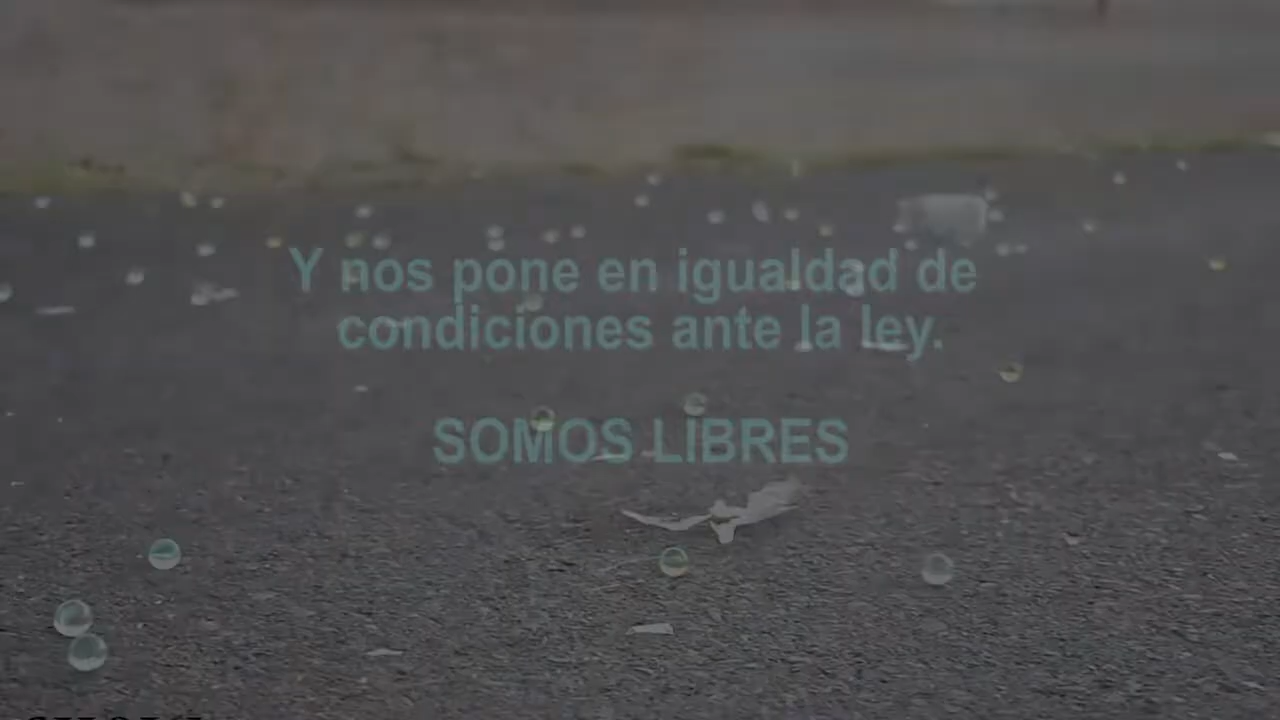 Y nos pone en igualdad de
condiciones ante la ley.
SOMOS LIBRES